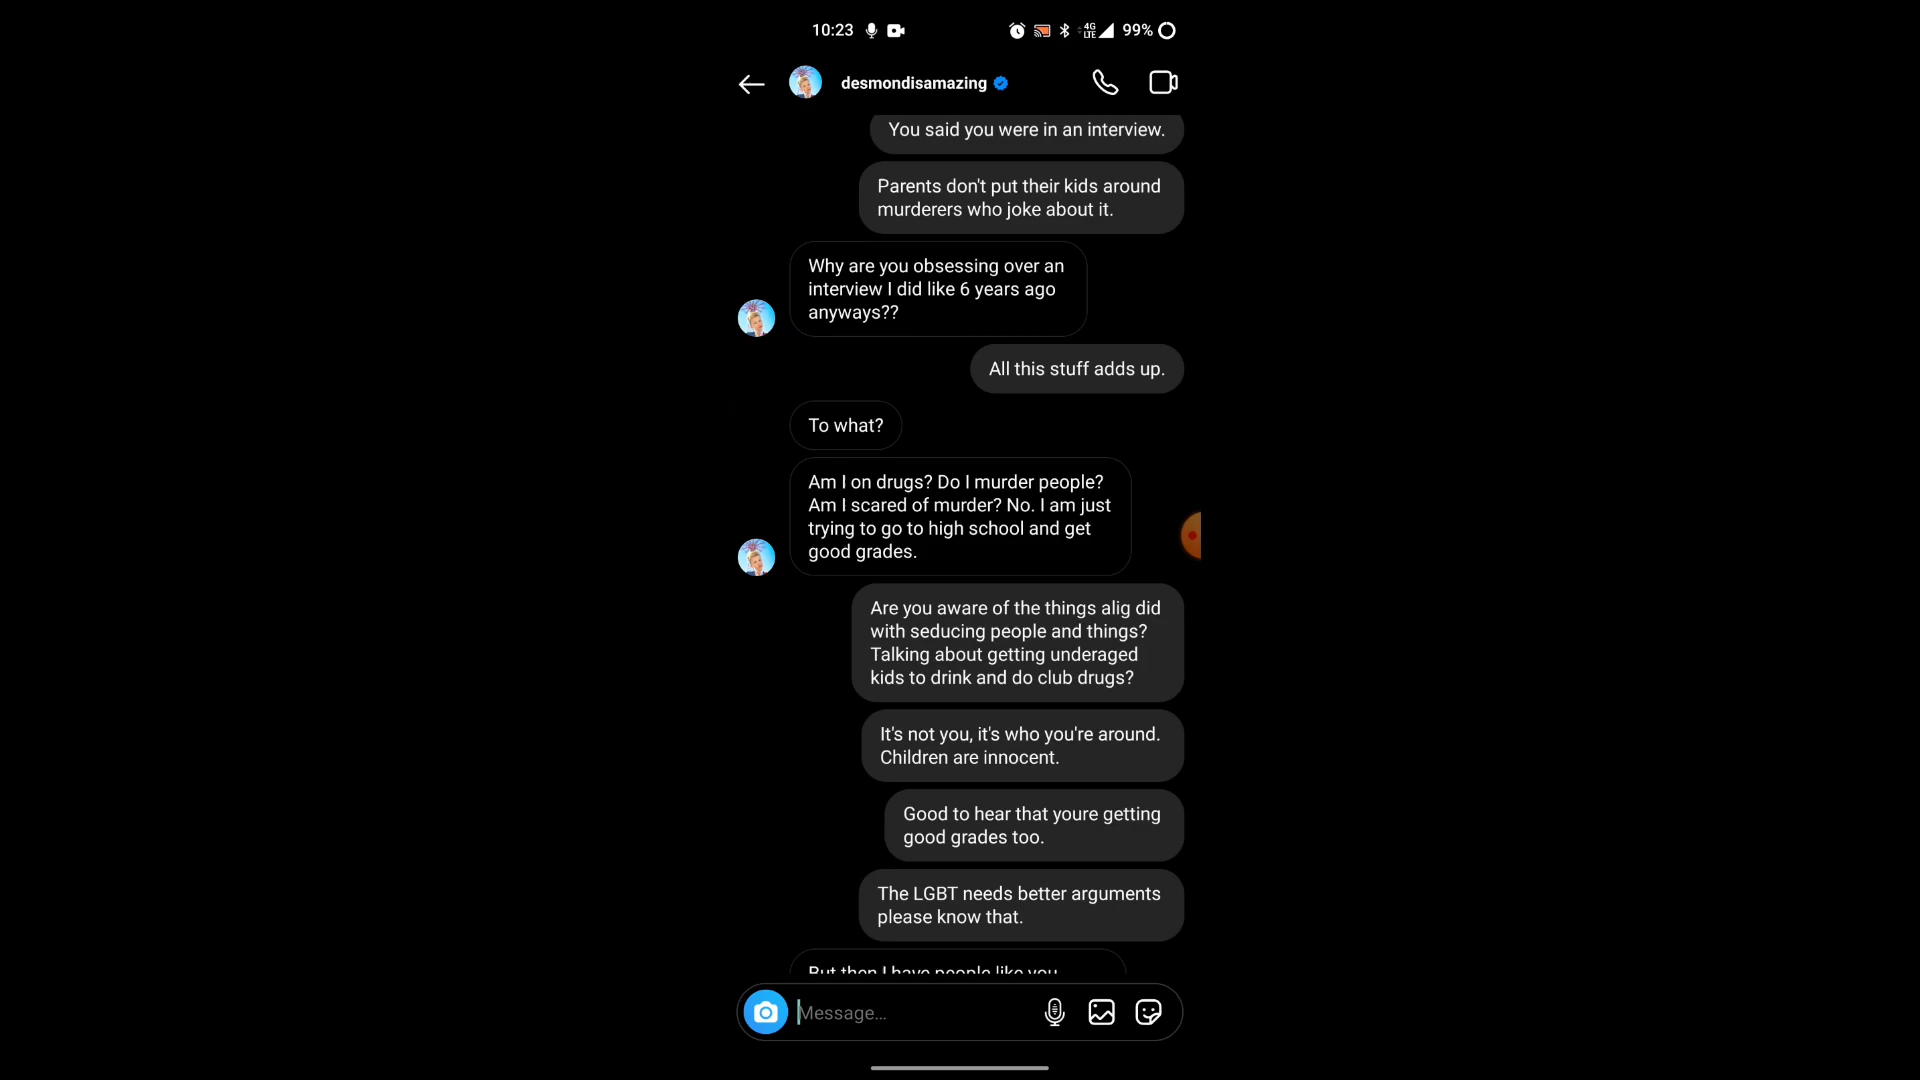 10:23
4G
LTE
99%
desmondisamazing
You said you were in an interview.
Parents don't put their kids around
murderers who joke about it.
Why are you obsessing over an
interview I did like 6 years ago
anyways??
All this stuff adds up.
To what?
Am I on drugs? Do I murder people?
Am I scared of murder? No. I am just
trying to go to high school and get
good grades.
Are you aware of the things alig did
with seducing people and things?
Talking about getting underaged
kids to drink and do club drugs?
It's not you, it's who you're around.
Children are innocent.
Good to hear that youre getting
good grades too.
The LGBT needs better arguments
please know that.
But then I have people like you
Message...